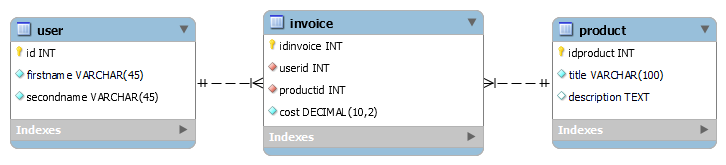 user
id INT
firstname VARCHAR(45)
secondname VARCHAR(45)
Indexes
invoice
idinvoice INT
userid INT
productid INT
cost DECIMAL(10,2)
Indexes
product
idproduct INT
title VARCHAR(100)
description TEXT
Indexes